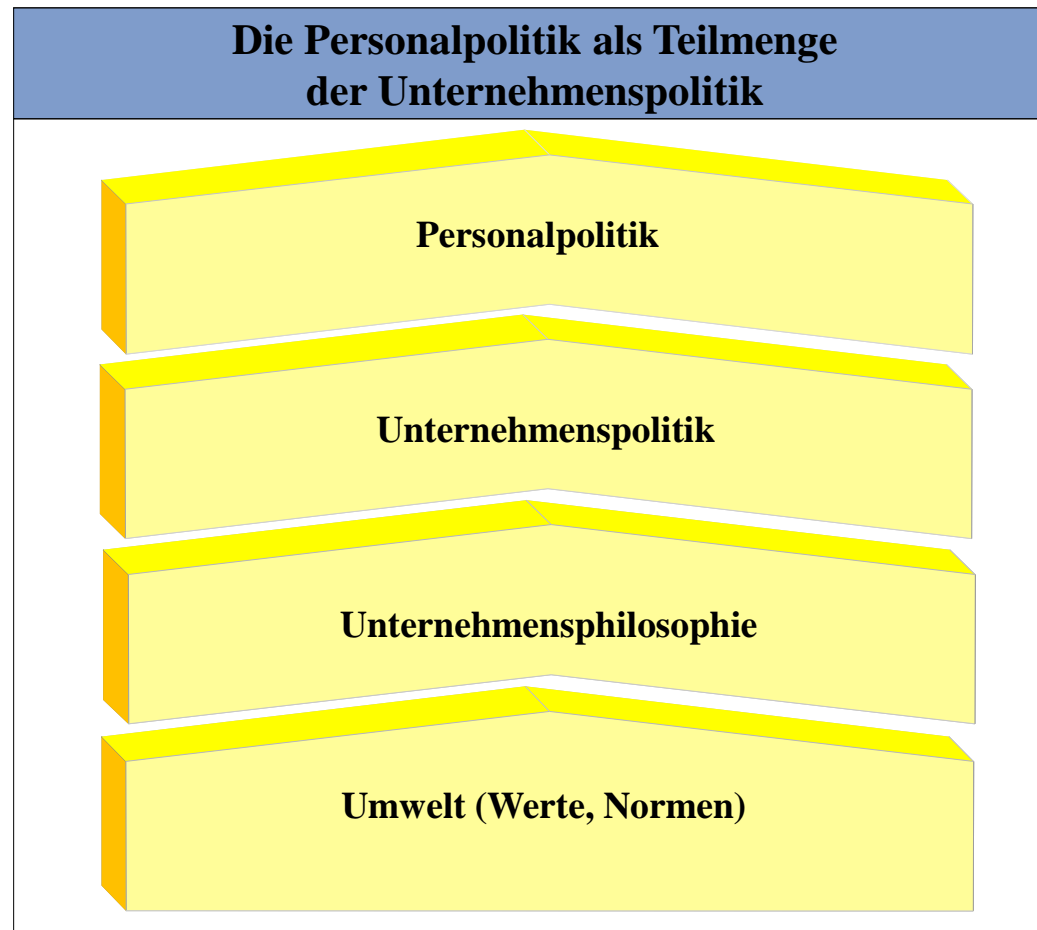 Die Personalpolitik als Teilmenge
der Unternehmenspolitik
Personalpolitik
Unternehmenspolitik
Unternehmensphilosophie
Umwelt (Werte, Normen)